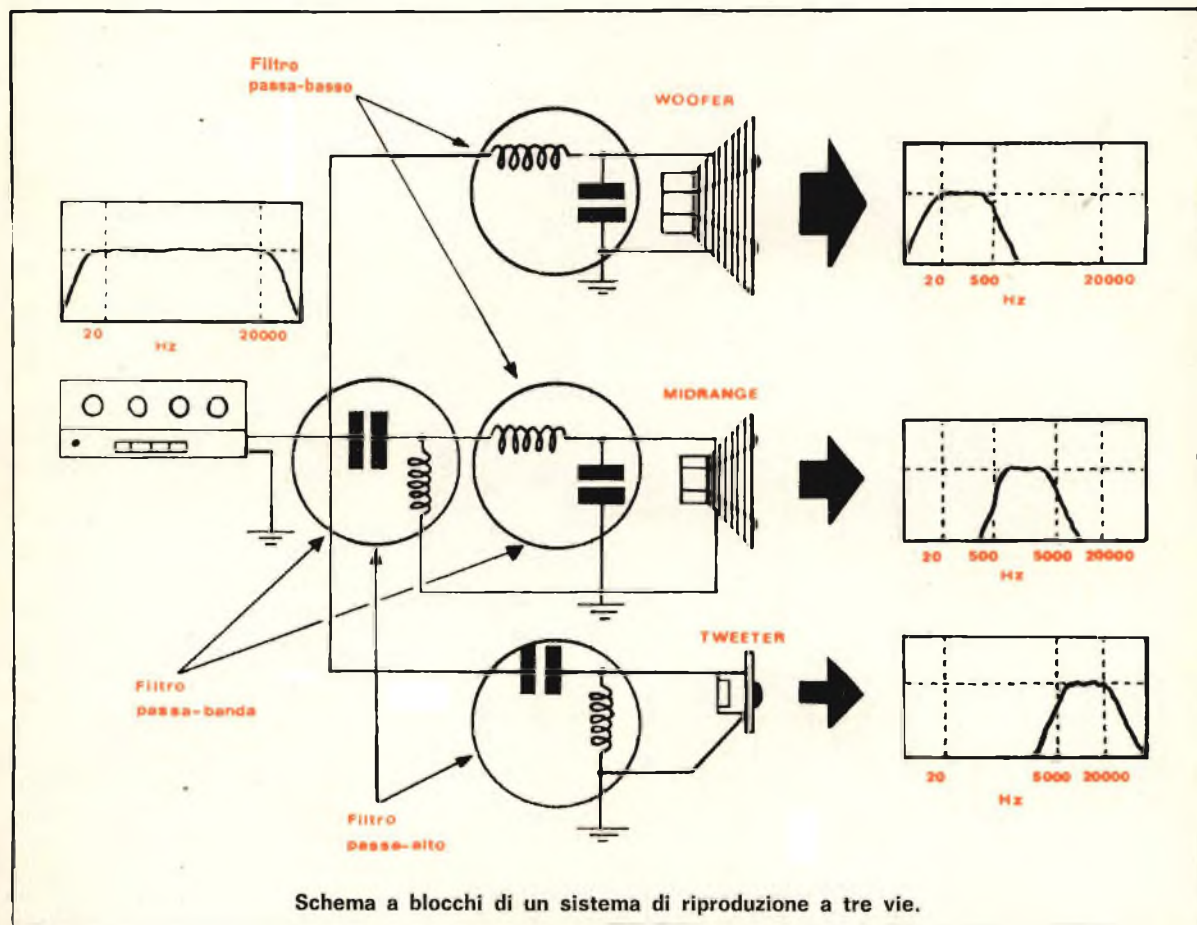 Filtro
passa-basso
WOOFER
20 500 20000
Hz
20 20000
Hz
MIDRANGE
20 500 5000 20000
Hz
TWEETER
Filtro
passa-banda
20 5000 20000
Hz
Filtro
passa-alto
Schema a blocchi di un sistema di riproduzione a tre vie.